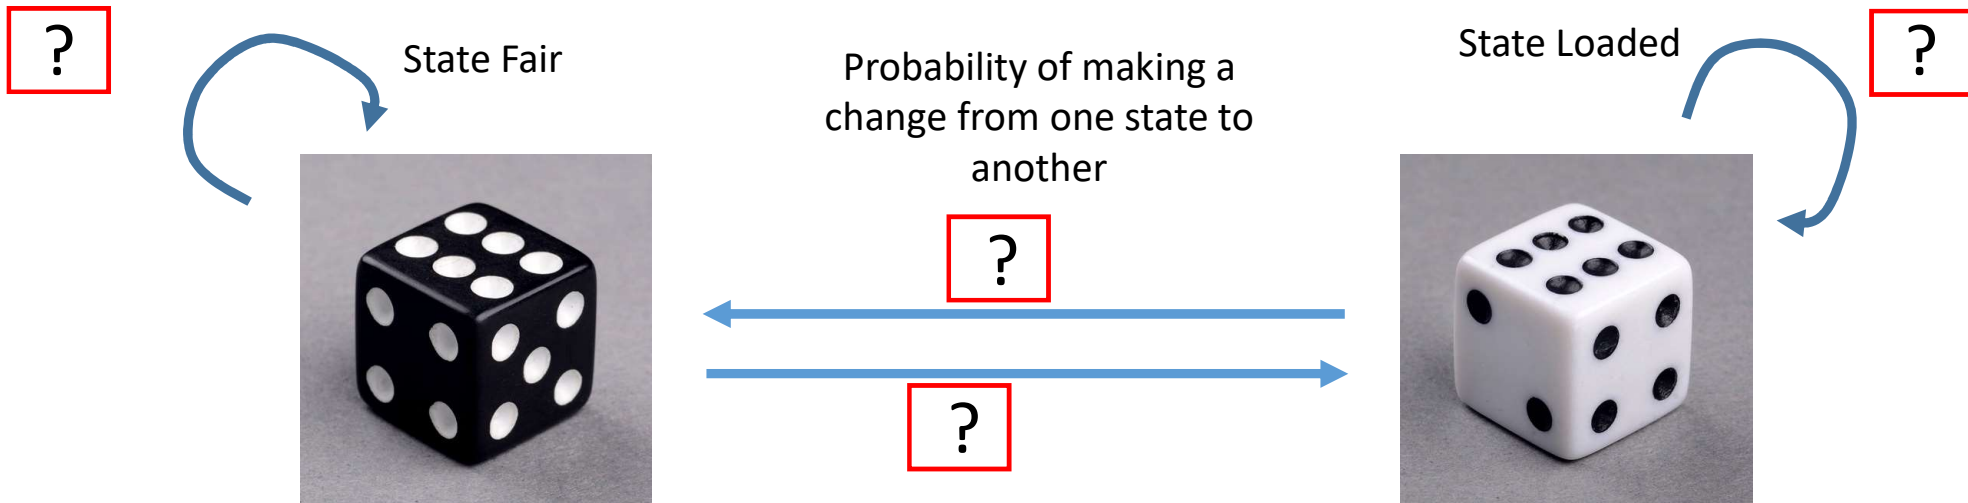 ?
State Fair
Probability of making a
change from one state to
another
State Loaded
?
?
?